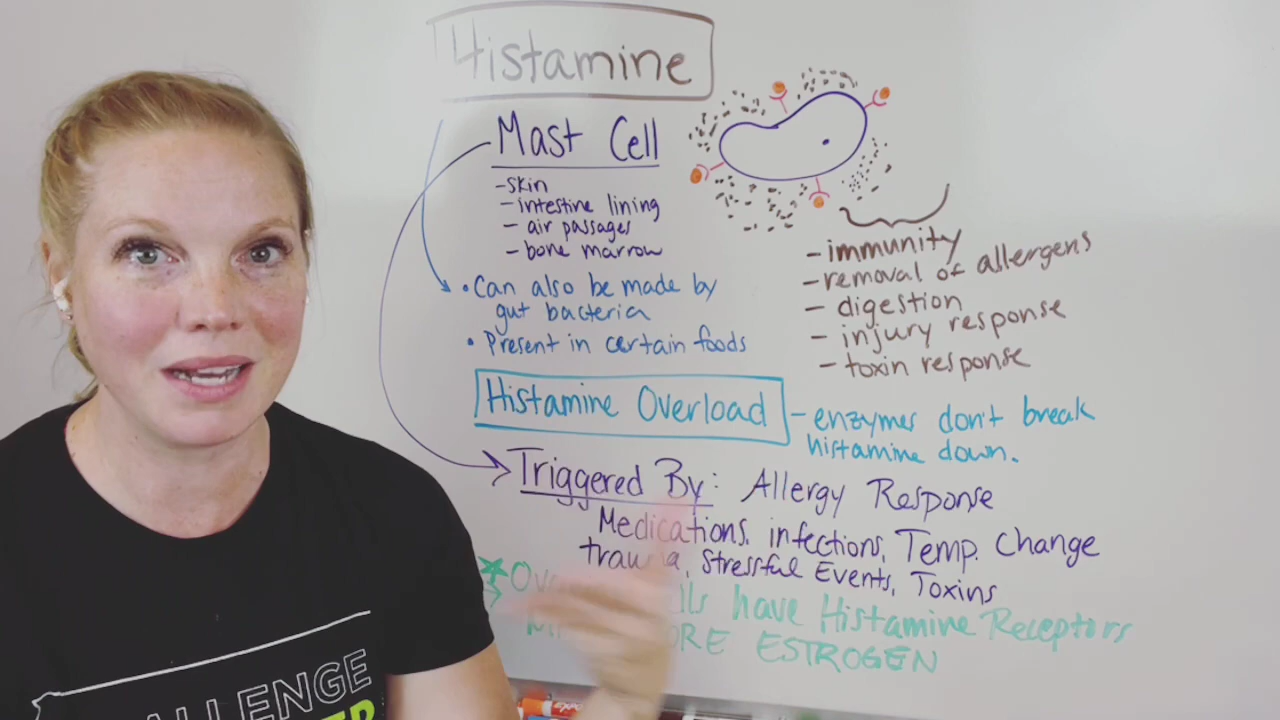 Histamine
Mast Cell
-skin
-intestine lining
- air passages
- bone marrow
• Can also be made by
gut bacteria
• Present in certain foods
- immunity
- removal of allergens
- digestion
- injury response
- toxin response
Histamine Overload
- enzymes don't break
histamine down.
Triggered By: Allergy Response
Medications, infections, Temp. Change
trauma, Stressful Events, Toxins
have Histamine Receptors
ESTROGEN
CHALLENGE